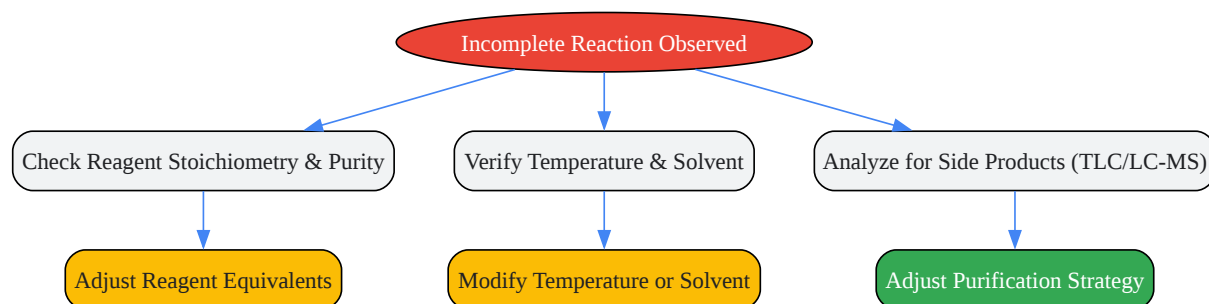 Incomplete Reaction Observed
Check Reagent Stoichiometry & Purity
Verify Temperature & Solvent
Analyze for Side Products (TLC/LC-MS)
Adjust Reagent Equivalents
Modify Temperature or Solvent
Adjust Purification Strategy